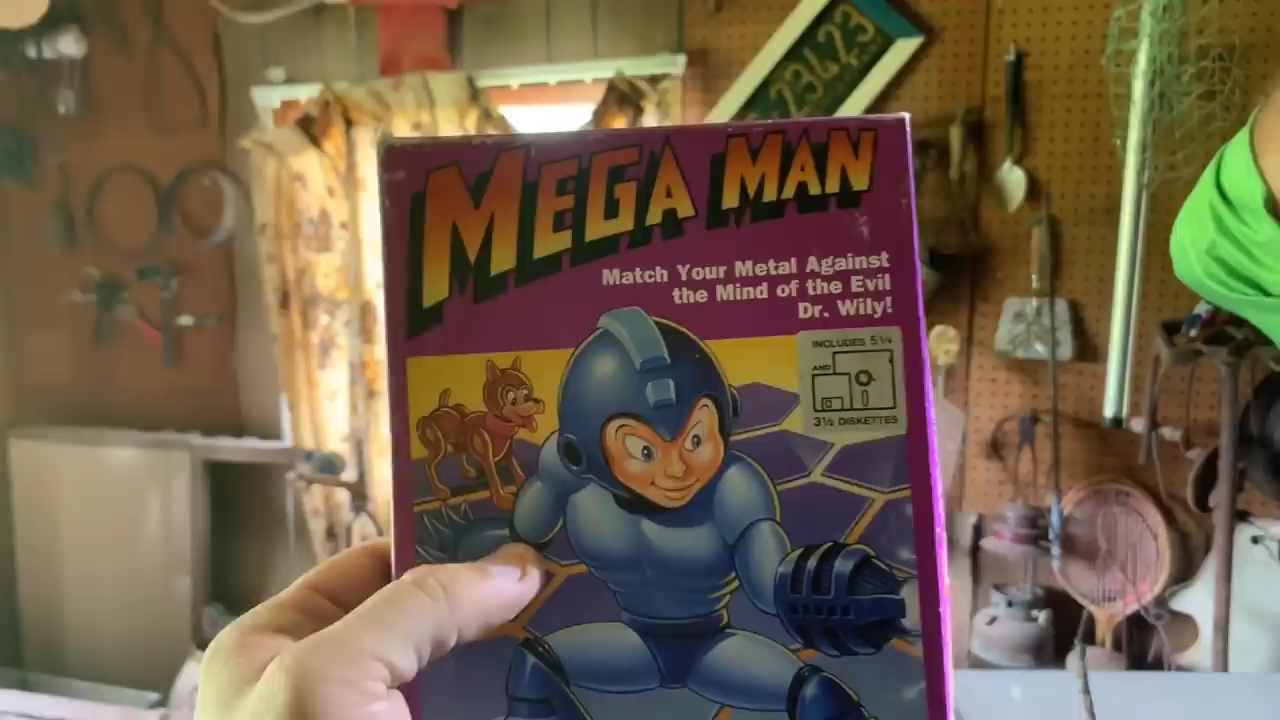 23423
MEGA MAN
Match Your Metal Against
the Mind of the Evil
Dr. Wily!
INCLUDES 5¼
AND
3½ DISKETTES